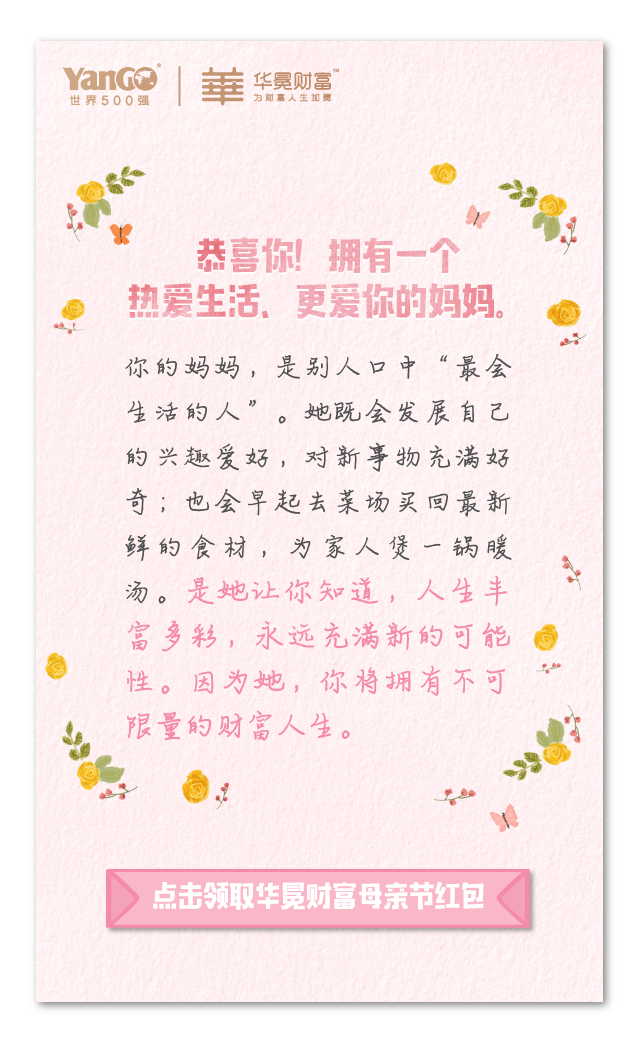 YanGO
世界500强
華
华冕财富™
为财富人生加冕
恭喜你！拥有一个
热爱生活、更爱你的妈妈。
你的妈妈，是别人口中“最会
生活的人”。她既会发展自己
的兴趣爱好，对新事物充满好
奇；也会早起去菜场买回最新
鲜的食材，为家人煲一锅暖
汤。是她让你知道，人生丰
富多彩，永远充满新的可能
性。因为她，你将拥有不可
限量的财富人生。
点击领取华冕财富母亲节红包